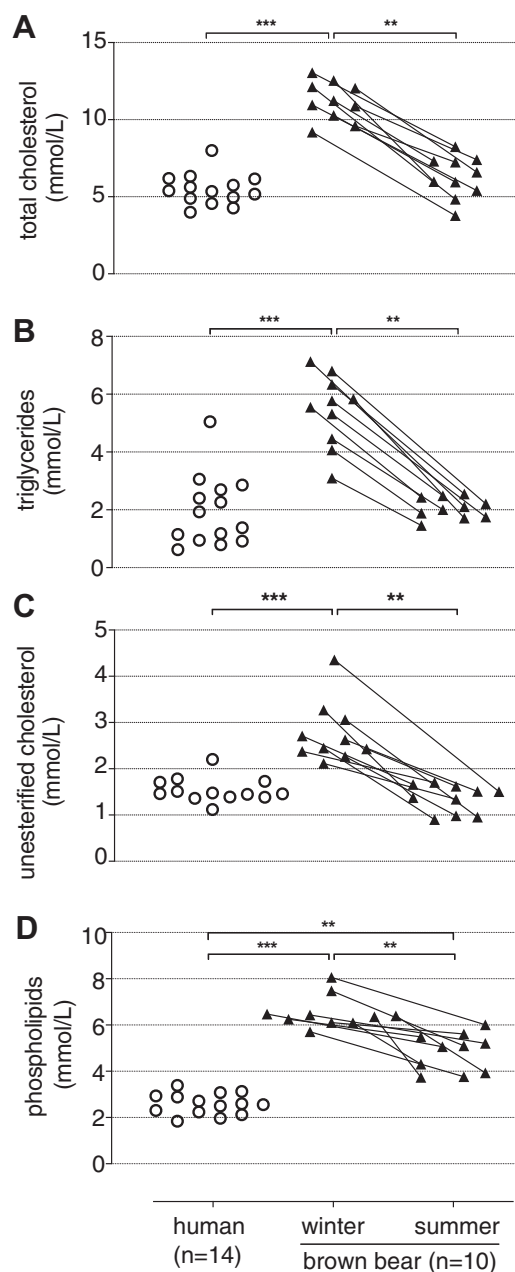 A
*** **
total cholesterol
(mmol/L)
15
10
5
0
B
*** **
triglycerides
(mmol/L)
8
6
4
2
0
C
*** **
unesterified cholesterol
(mmol/L)
5
4
3
2
1
0
D
**
*** **
phospholipids
(mmol/L)
10
8
6
4
2
0
human winter summer
(n=14) brown bear (n=10)